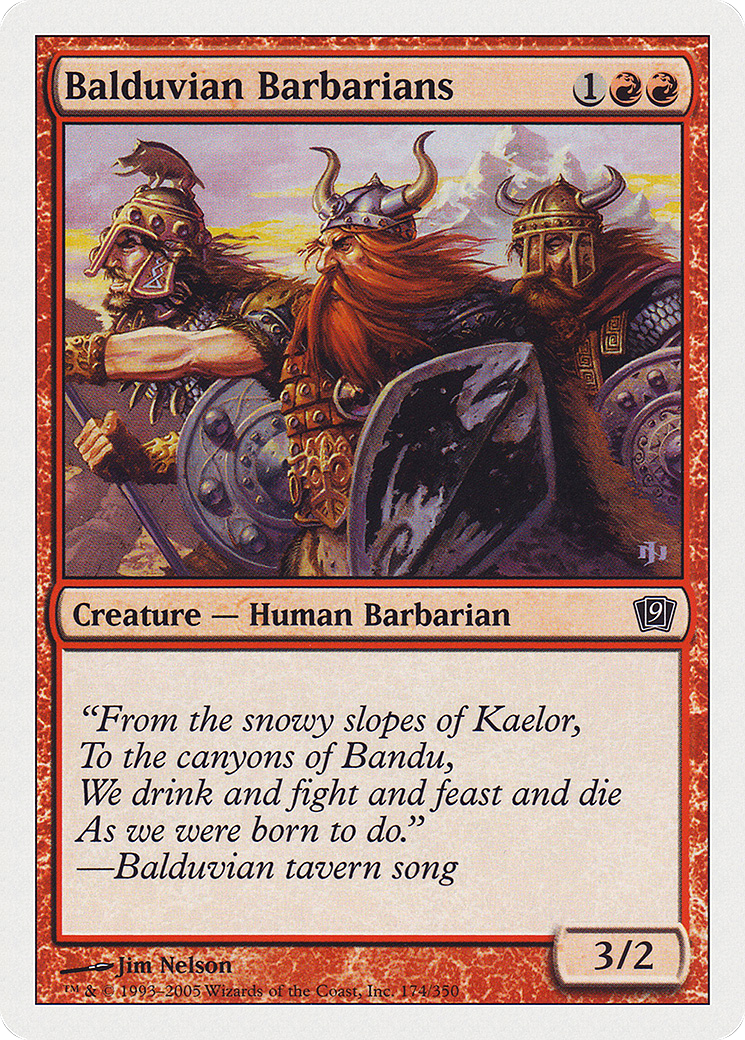 Balduvian Barbarians 1
Creature — Human Barbarian 9
“From the snowy slopes of Kaelor,
To the canyons of Bandu,
We drink and fight and feast and die
As we were born to do.”
—Balduvian tavern song
3/2
Jim Nelson
™ & © 1993–2005 Wizards of the Coast, Inc. 174/350